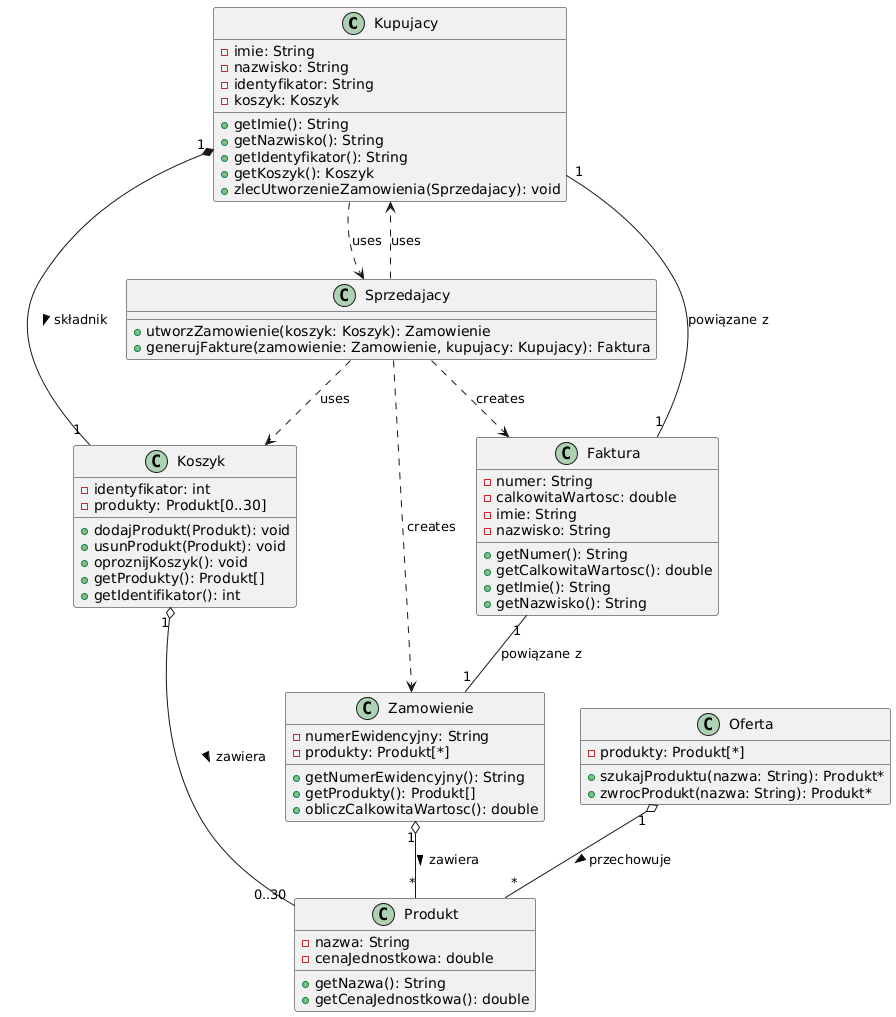 C Kupujacy
imie: String
nazwisko: String
identyfikator: String
koszyk: Koszyk
getImie(): String
getNazwisko(): String
getIdentyfikator(): String
getKoszyk(): Koszyk
zlecUtworzenieZamowienia(Sprzedajacy): void
1
1
uses
uses
C Sprzedajacy
utworzZamowienie(koszyk: Koszyk): Zamowienie
generujFakture(zamowienie: Zamowienie, kupujacy: Kupujacy): Faktura
składnik
powiązane z
uses
creates
1
1
C Koszyk
identyfikator: int
produkty: Produkt[0..30]
dodajProdukt(Produkt): void
usunProdukt(Produkt): void
oproznijKoszyk(): void
getProdukty(): Produkt[]
getIdentifikator(): int
creates
C Faktura
numer: String
calkowitaWartosc: double
imie: String
nazwisko: String
getNumer(): String
getCalkowitaWartosc(): double
getImie(): String
getNazwisko(): String
1
1
powiązane z
1
zawiera
C Zamowienie
numerEwidencyjny: String
produkty: Produkt[*]
getNumerEwidencyjny(): String
getProdukty(): Produkt[]
obliczCalkowitaWartosc(): double
C Oferta
produkty: Produkt[*]
szukajProduktu(nazwa: String): Produkt*
zwrocProdukt(nazwa: String): Produkt*
1
1
zawiera
przechowuje
0..30
*
*
C Produkt
nazwa: String
cenaJednostkowa: double
getNazwa(): String
getCenaJednostkowa(): double